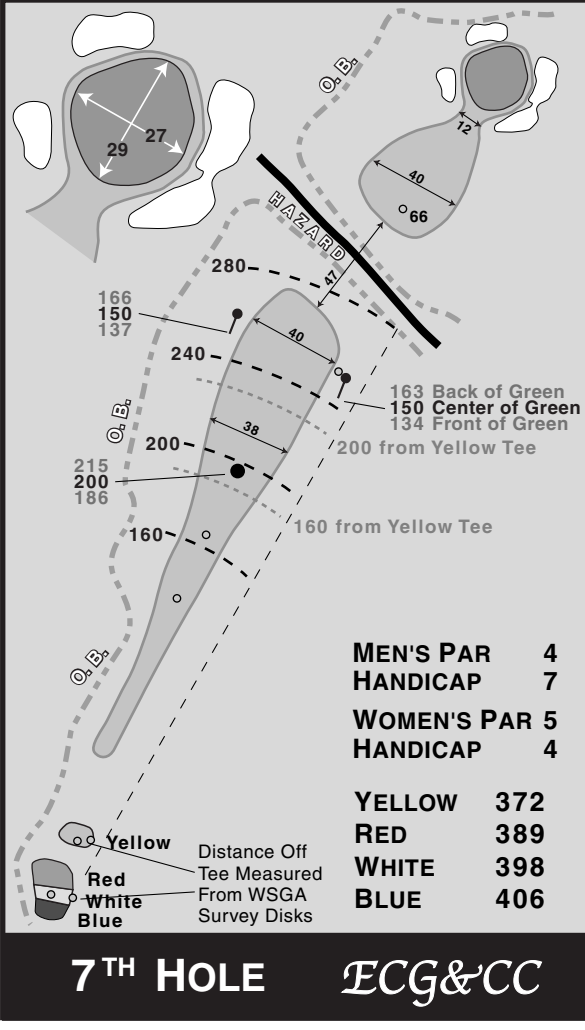 O.B.
12
29
27
40
66
HAZARD
47
280
166
150
137
40
240
163 Back of Green
150 Center of Green
134 Front of Green
O.B.
38
200
200 from Yellow Tee
215
200
186
160 from Yellow Tee
160
O.B.
MEN'S PAR 4
HANDICAP 7
WOMEN'S PAR 5
HANDICAP 4
YELLOW 372
RED 389
WHITE 398
BLUE 406
Yellow
Distance Off
Tee Measured
From WSGA
Survey Disks
Red
White
Blue
7TH HOLE
ECG&CC